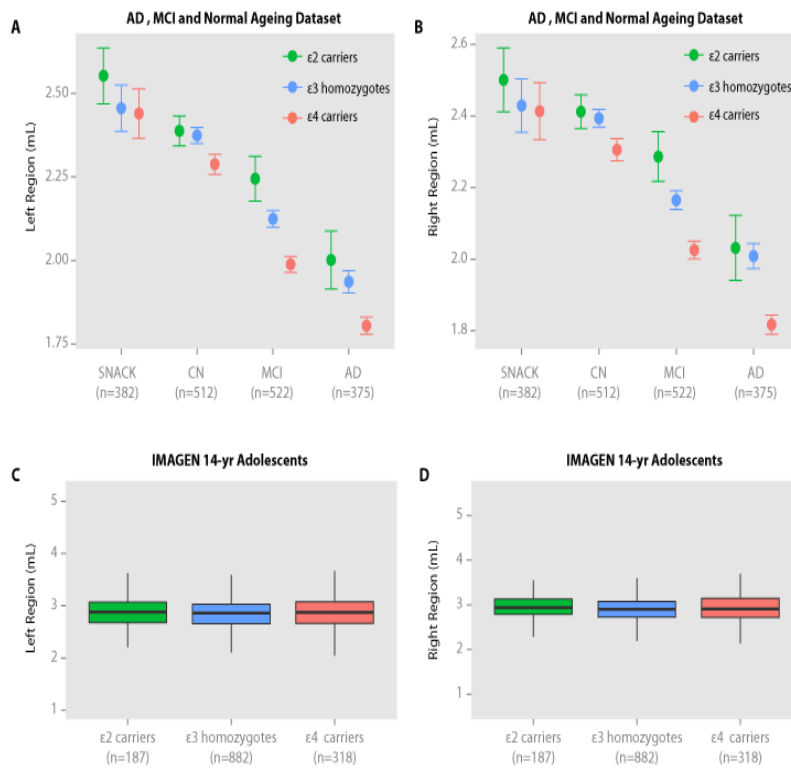 A
AD , MCI and Normal Ageing Dataset
2.50
2.25
2.00
1.75
Left Region (mL)
ε2 carriers
ε3 homozygotes
ε4 carriers
SNACK CN MCI AD
(n=382) (n=512) (n=522) (n=375)
B
AD , MCI and Normal Ageing Dataset
2.6
2.4
2.2
2.0
1.8
Right Region (mL)
ε2 carriers
ε3 homozygotes
ε4 carriers
SNACK CN MCI AD
(n=382) (n=512) (n=522) (n=375)
C
IMAGEN 14-yr Adolescents
5
4
3
2
1
Left Region (mL)
ε2 carriers ε3 homozygotes ε4 carriers
(n=187) (n=882) (n=318)
D
IMAGEN 14-yr Adolescents
5
4
3
2
1
Right Region (mL)
ε2 carriers ε3 homozygotes ε4 carriers
(n=187) (n=882) (n=318)